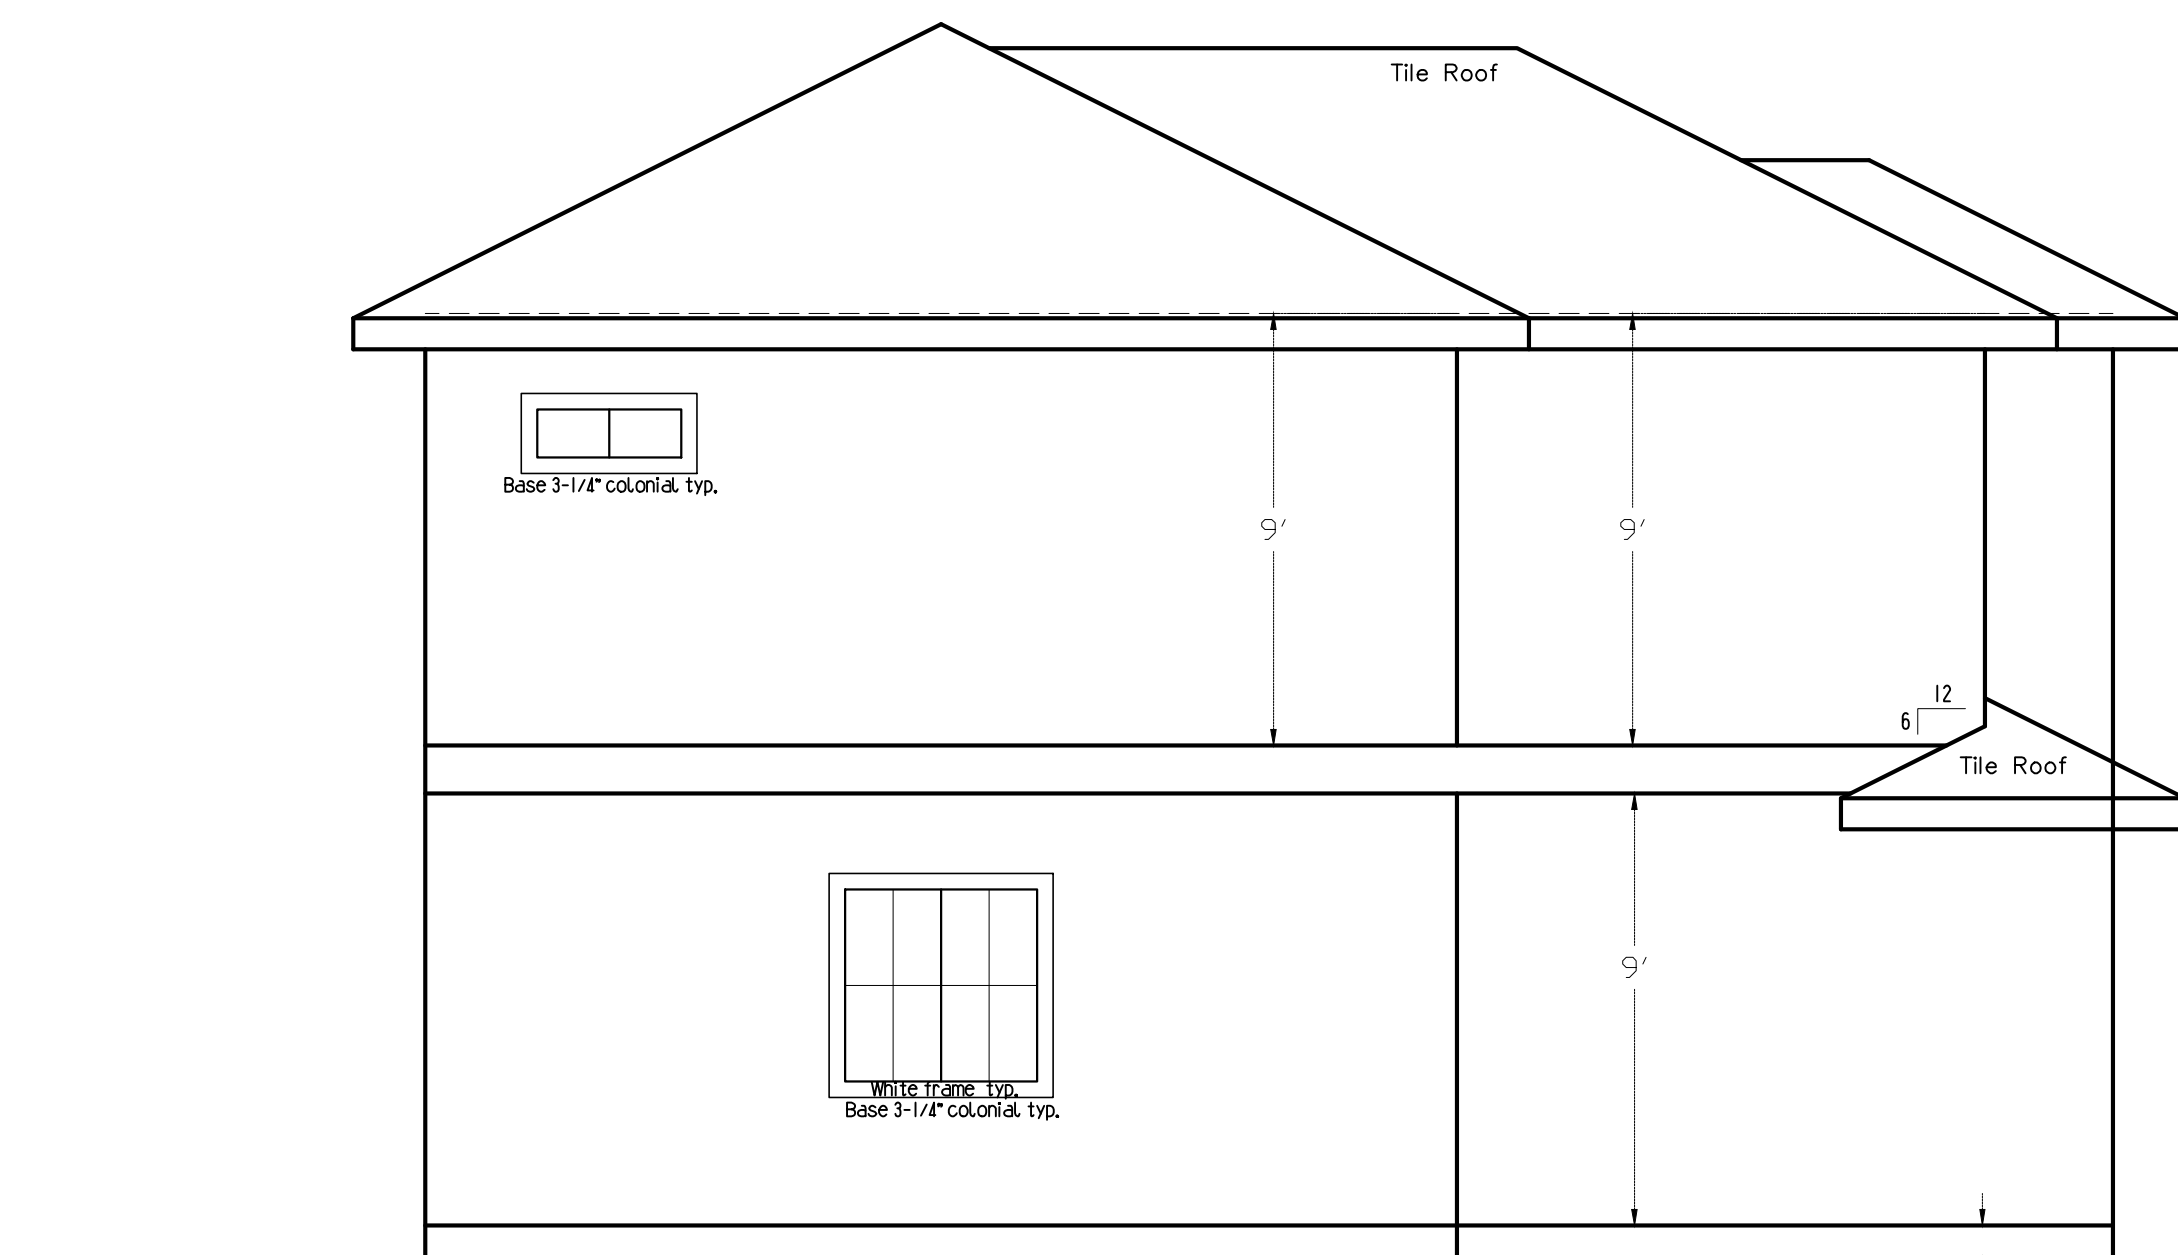 Tile Roof
Base 3-1/4" colonial typ.
9'
9'
12
6
Tile Roof
9'
White frame typ.
Base 3-1/4" colonial typ.